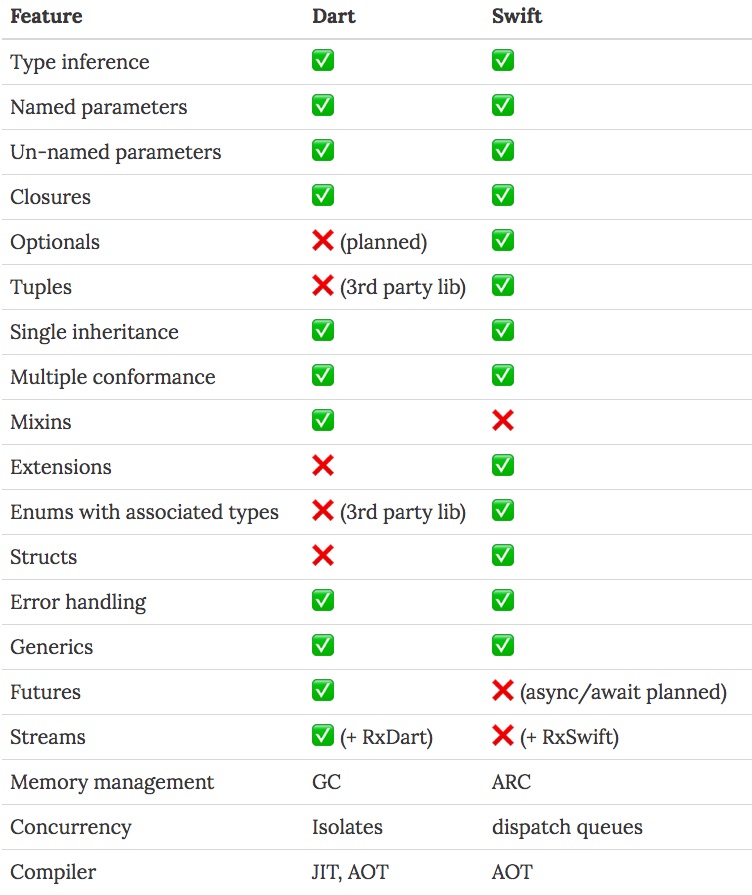 Feature Dart Swift
Type inference ✅ ✅
Named parameters ✅ ✅
Un-named parameters ✅ ✅
Closures ✅ ✅
Optionals ❌ (planned) ✅
Tuples ❌ (3rd party lib) ✅
Single inheritance ✅ ✅
Multiple conformance ✅ ✅
Mixins ✅ ❌
Extensions ❌ ✅
Enums with associated types ❌ (3rd party lib) ✅
Structs ❌ ✅
Error handling ✅ ✅
Generics ✅ ✅
Futures ✅ ❌ (async/await planned)
Streams ✅ (+ RxDart) ❌ (+ RxSwift)
Memory management GC ARC
Concurrency Isolates dispatch queues
Compiler JIT, AOT AOT